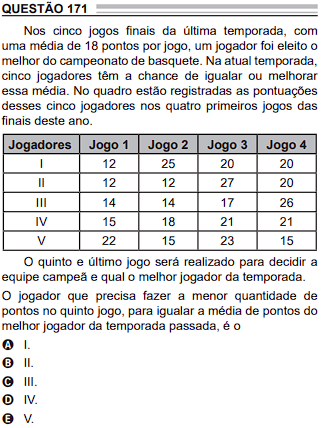 QUESTÃO 171
Nos cinco jogos finais da última temporada, com
uma média de 18 pontos por jogo, um jogador foi eleito o
melhor do campeonato de basquete. Na atual temporada,
cinco jogadores têm a chance de igualar ou melhorar
essa média. No quadro estão registradas as pontuações
desses cinco jogadores nos quatro primeiros jogos das
finais deste ano.
Jogadores Jogo 1 Jogo 2 Jogo 3 Jogo 4
I 12 25 20 20
II 12 12 27 20
III 14 14 17 26
IV 15 18 21 21
V 22 15 23 15
O quinto e último jogo será realizado para decidir a
equipe campeã e qual o melhor jogador da temporada.
O jogador que precisa fazer a menor quantidade de
pontos no quinto jogo, para igualar a média de pontos do
melhor jogador da temporada passada, é o
A I.
B II.
C III.
D IV.
E V.